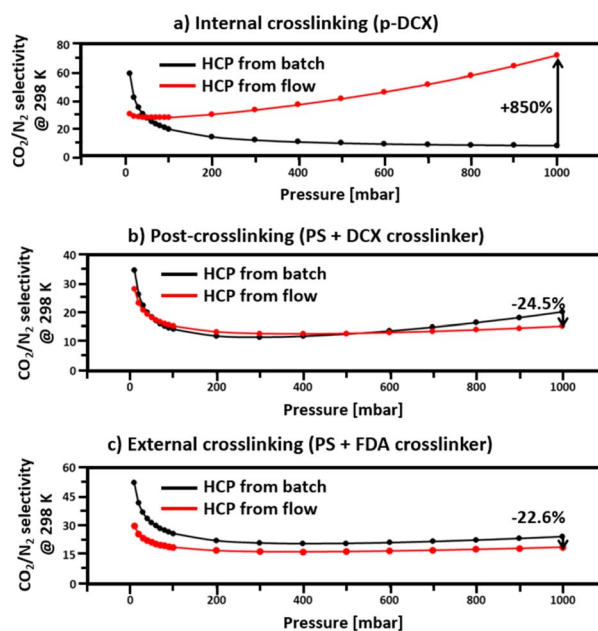 a) Internal crosslinking (p-DCX)
CO2/N2 selectivity
@ 298 K
80
60
40
20
0
HCP from batch
HCP from flow
+850%
0 200 400 600 800 1000
Pressure [mbar]
b) Post-crosslinking (PS + DCX crosslinker)
CO2/N2 selectivity
@ 298 K
40
30
20
10
0
HCP from batch
HCP from flow
-24.5%
0 200 400 600 800 1000
Pressure [mbar]
c) External crosslinking (PS + FDA crosslinker)
CO2/N2 selectivity
@ 298 K
60
45
30
15
0
HCP from batch
HCP from flow
-22.6%
0 200 400 600 800 1000
Pressure [mbar]